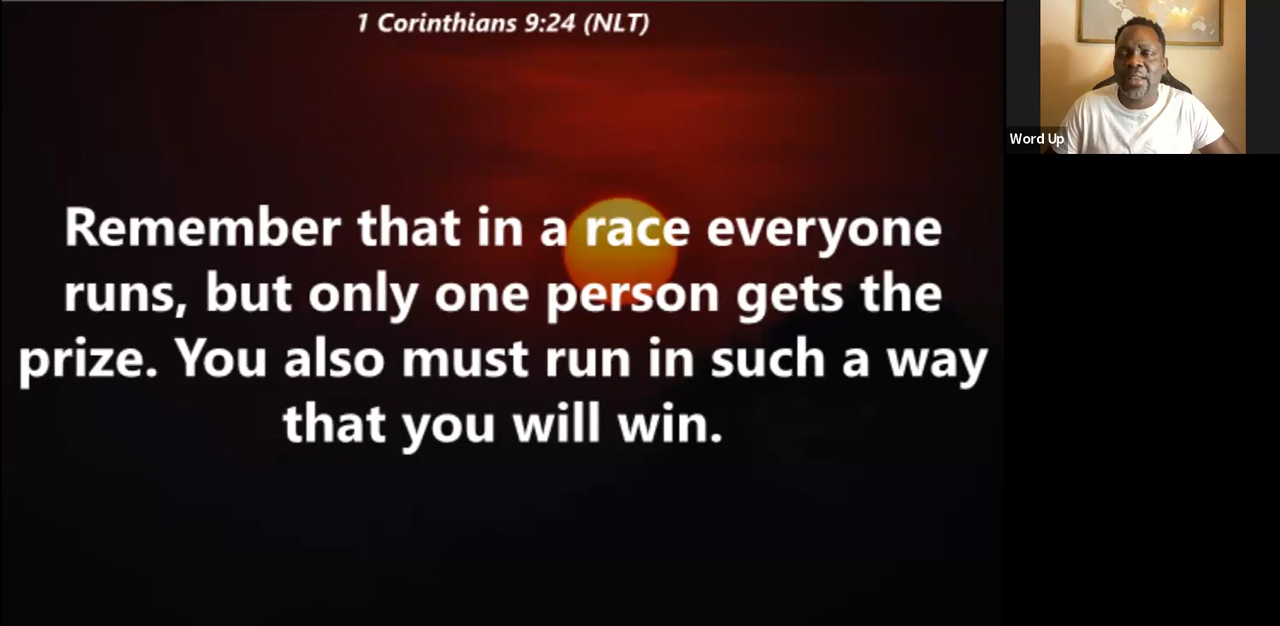 1 Corinthians 9:24 (NLT)
Remember that in a race everyone
runs, but only one person gets the
prize. You also must run in such a way
that you will win.
Word Up